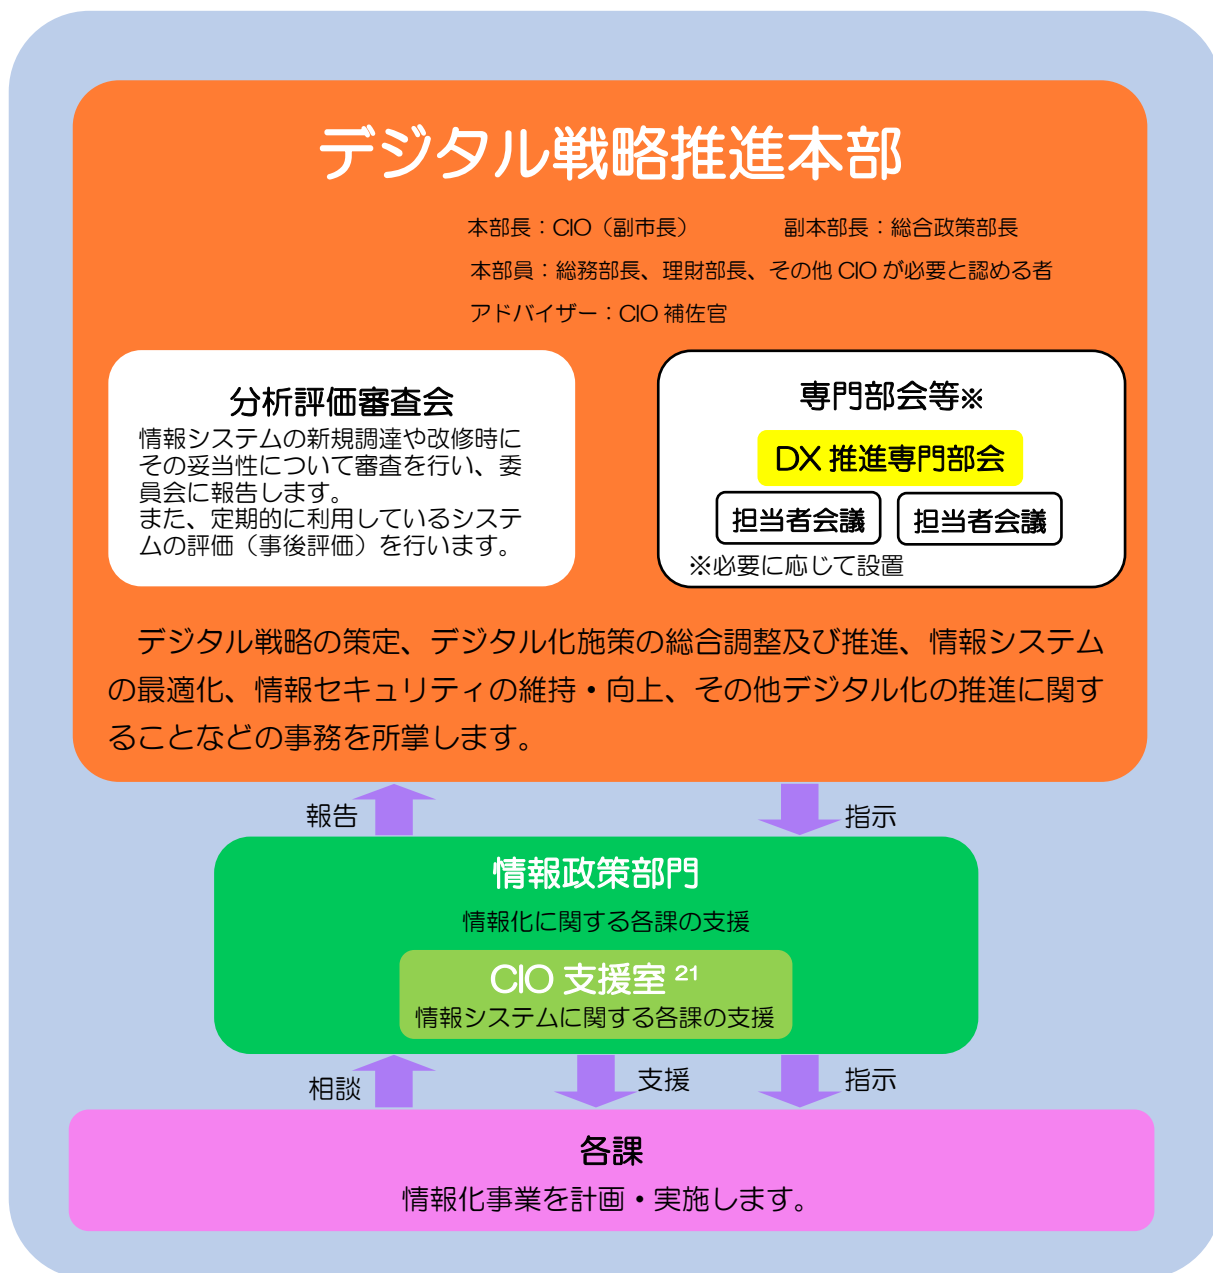 デジタル戦略推進本部
本部長：CIO（副市長） 副本部長：総合政策部長
本部員：総務部長、理財部長、その他 CIO が必要と認める者
アドバイザー：CIO 補佐官
分析評価審査会
情報システムの新規調達や改修時に
その妥当性について審査を行い、委
員会に報告します。
また、定期的に利用しているシステ
ムの評価（事後評価）を行います。
専門部会等※
DX 推進専門部会
担当者会議 担当者会議
※必要に応じて設置
デジタル戦略の策定、デジタル化施策の総合調整及び推進、情報システム
の最適化、情報セキュリティの維持・向上、その他デジタル化の推進に関す
ることなどの事務を所掌します。
報告 指示
情報政策部門
情報化に関する各課の支援
CIO 支援室 21
情報システムに関する各課の支援
相談 支援 指示
各課
情報化事業を計画・実施します。